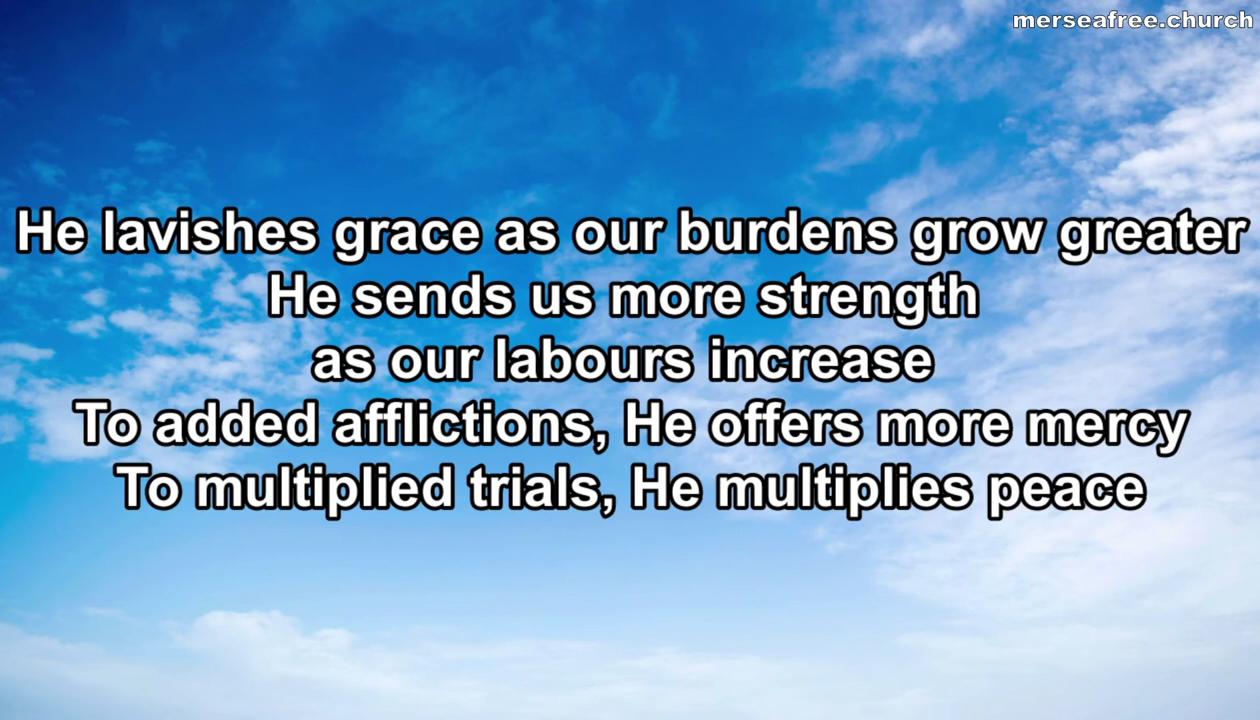 merseafree.church
He lavishes grace as our burdens grow greater
He sends us more strength
as our labours increase
To added afflictions, He offers more mercy
To multiplied trials, He multiplies peace